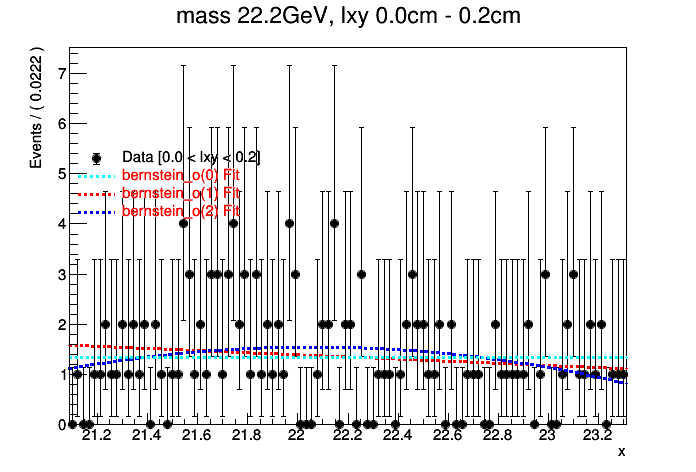 mass 22.2GeV, lxy 0.0cm - 0.2cm
Events / ( 0.0222 )
7
6
5
4
3
2
1
0
Data [0.0 < lxy < 0.2]
bernstein_o(0) Fit
bernstein_o(1) Fit
bernstein_o(2) Fit
21.2 21.4 21.6 21.8 22 22.2 22.4 22.6 22.8 23 23.2
x